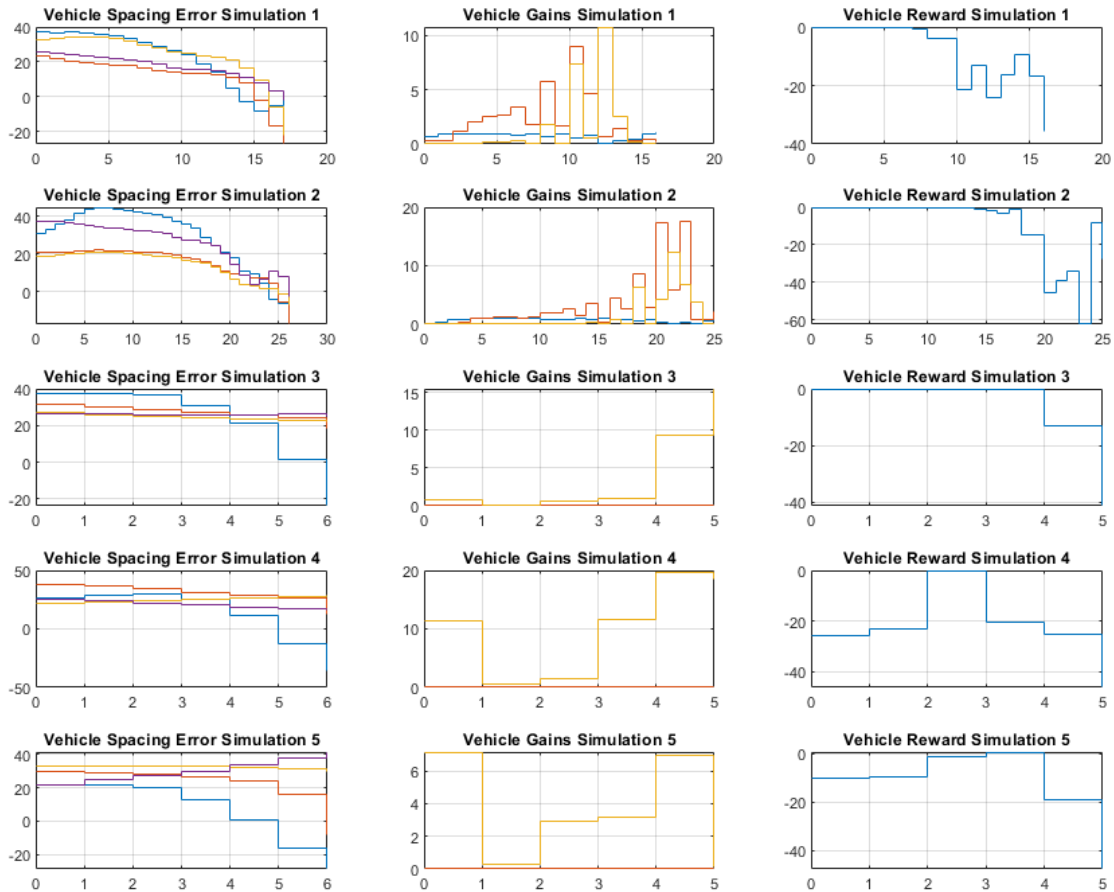 Vehicle Spacing Error Simulation 1
40
20
0
-20
0 5 10 15 20
Vehicle Gains Simulation 1
10
5
0
0 5 10 15 20
Vehicle Reward Simulation 1
0
-20
-40
0 5 10 15 20
Vehicle Spacing Error Simulation 2
40
20
0
0 5 10 15 20 25 30
Vehicle Gains Simulation 2
20
10
0
0 5 10 15 20 25
Vehicle Reward Simulation 2
0
-20
-40
-60
0 5 10 15 20 25
Vehicle Spacing Error Simulation 3
40
20
0
-20
0 1 2 3 4 5 6
Vehicle Gains Simulation 3
15
10
5
0
0 1 2 3 4 5
Vehicle Reward Simulation 3
0
-20
-40
0 1 2 3 4 5
Vehicle Spacing Error Simulation 4
50
0
-50
0 1 2 3 4 5 6
Vehicle Gains Simulation 4
20
10
0
0 1 2 3 4 5
Vehicle Reward Simulation 4
0
-20
-40
0 1 2 3 4 5
Vehicle Spacing Error Simulation 5
40
20
0
-20
0 1 2 3 4 5 6
Vehicle Gains Simulation 5
6
4
2
0
0 1 2 3 4 5
Vehicle Reward Simulation 5
0
-20
-40
0 1 2 3 4 5